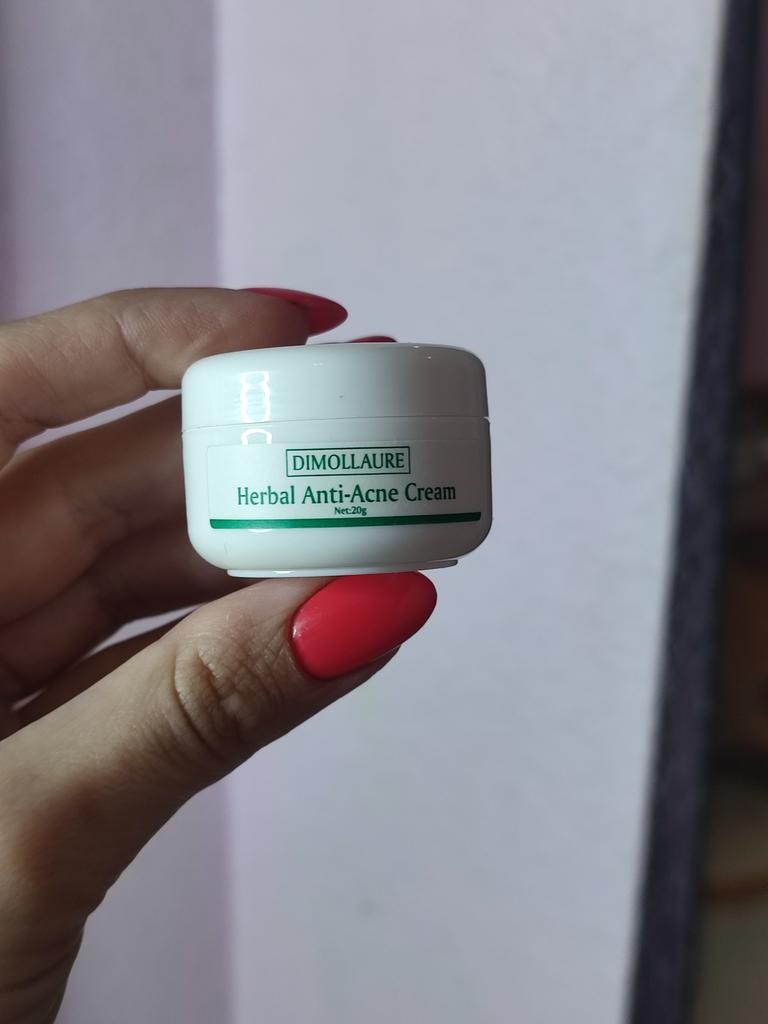 DIMOLLAURE
Herbal Anti-Acne Cream
Net:20g